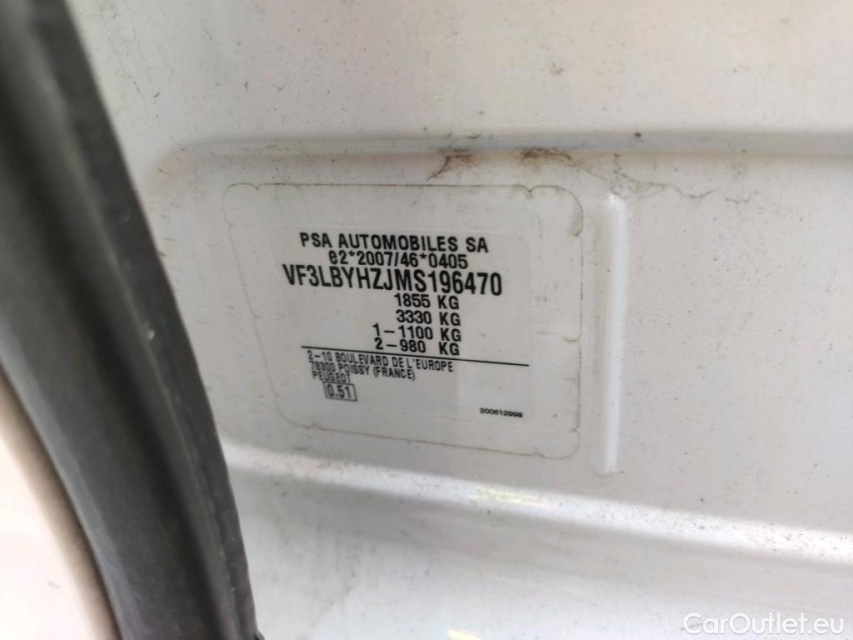 PSA AUTOMOBILES SA
e2*2007/46*0405
VF3LBYHZJMS196470
1855 KG
3330 KG
1-1100 KG
2-980 KG
2-10 BOULEVARD DE L'EUROPE
78300 POISSY (FRANCE)
PEUGEOT
0.51
200612998
CarOutlet.eu